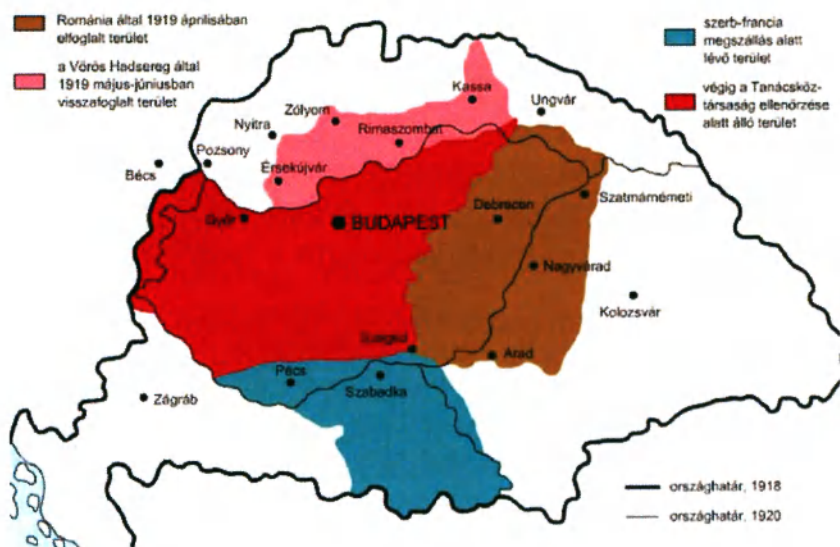 Románia által 1919 áprilisában
elfoglalt terület
a Vörös Hadsereg által
1919 május-júniusban
visszafoglalt terület
szerb-francia
megszállás alatt
lévő terület
végig a Tanácsköz-
társaság ellenőrzése
alatt álló terület
Kassa
Ungvár
Zólyom
Nyitra
Rimaszombat
Pozsony
Bécs
Érsekújvár
Szatmárnémeti
Győr
BUDAPEST
Debrecen
Nagyvárad
Kolozsvár
Szeged
Arad
Pécs
Szabadka
Zágráb
országhatár, 1918
országhatár, 1920